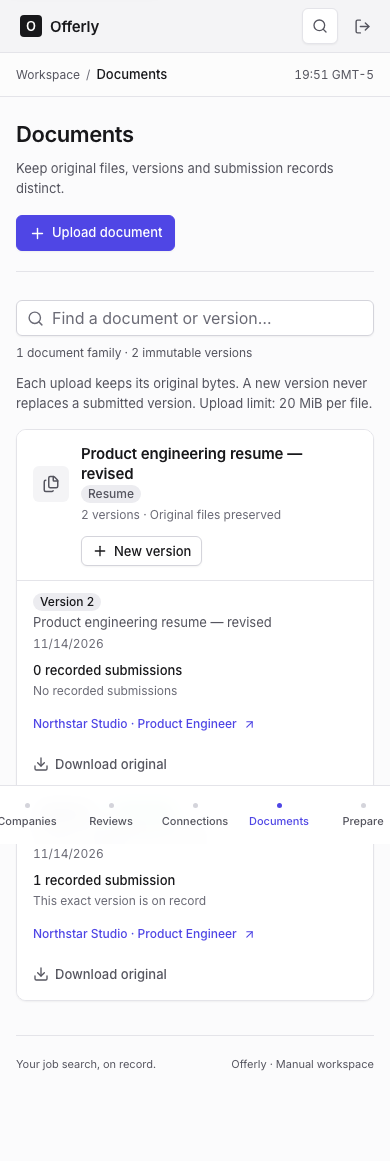 O Offerly
Workspace / Documents 19:51 GMT-5
Documents
Keep original files, versions and submission records
distinct.
+ Upload document
Find a document or version...
1 document family · 2 immutable versions
Each upload keeps its original bytes. A new version never
replaces a submitted version. Upload limit: 20 MiB per file.
Product engineering resume —
revised
Resume
2 versions · Original files preserved
+ New version
Version 2
Product engineering resume — revised
11/14/2026
0 recorded submissions
No recorded submissions
Northstar Studio · Product Engineer ↗
Download original
Companies Reviews Connections Documents Prepare
11/14/2026
1 recorded submission
This exact version is on record
Northstar Studio · Product Engineer ↗
Download original
Your job search, on record. Offerly · Manual workspace